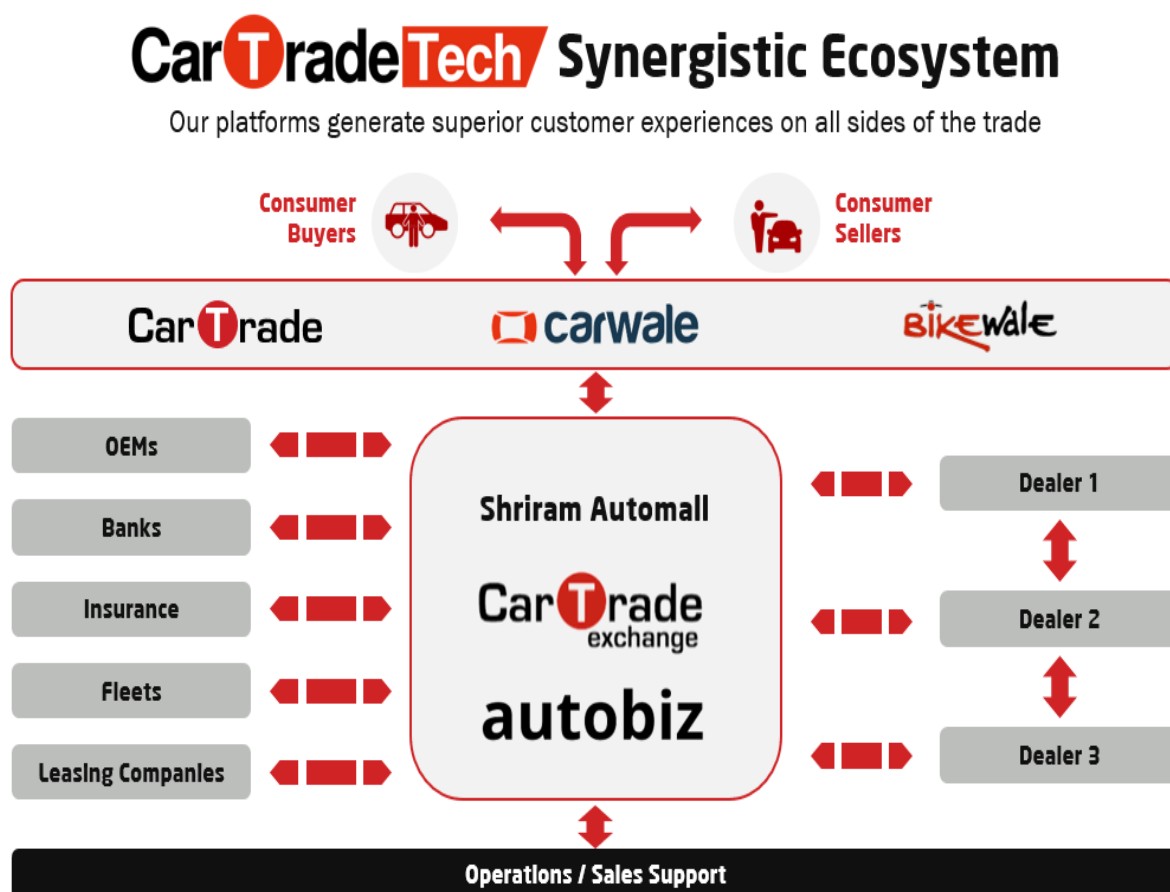 CarTradeTech Synergistic Ecosystem
Our platforms generate superior customer experiences on all sides of the trade
Consumer
Buyers
Consumer
Sellers
CarTrade
carwale
BikeWale
OEMs
Banks
Insurance
Fleets
Leasing Companies
Shriram Automall
CarTrade
exchange
autobiz
Dealer 1
Dealer 2
Dealer 3
Operations / Sales Support